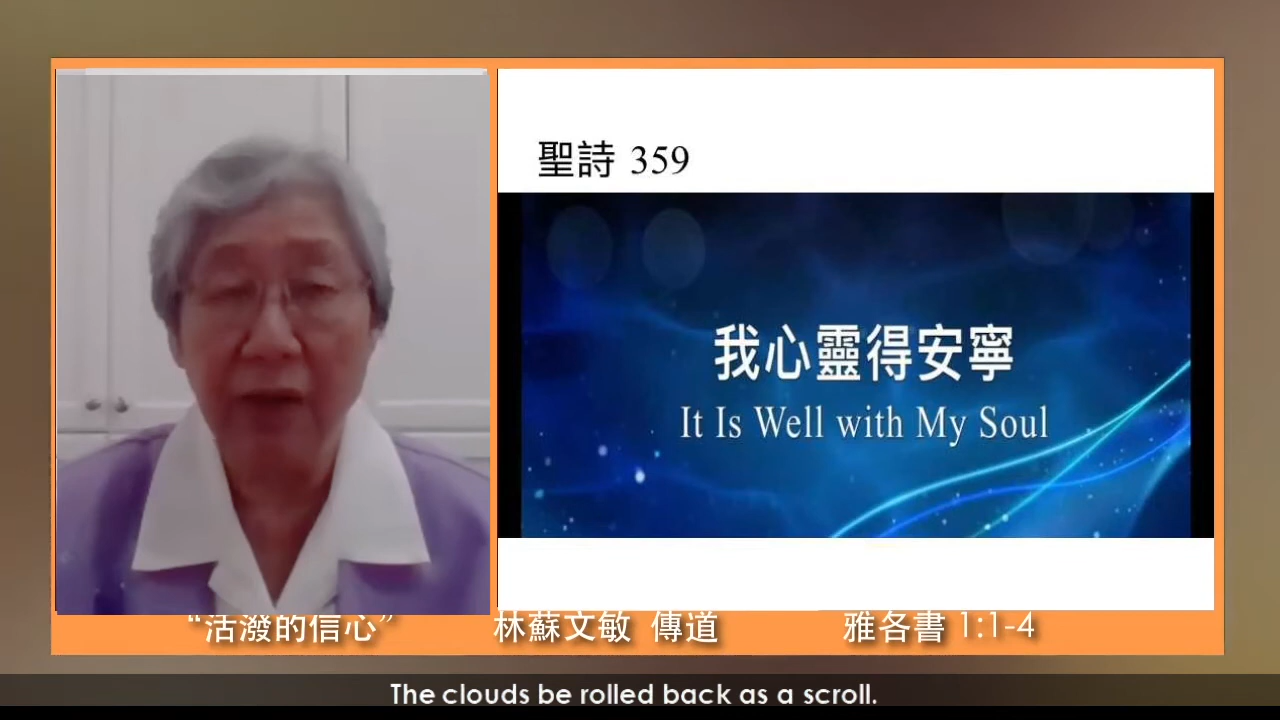 聖詩 359
我心靈得安寧
It Is Well with My Soul
“活潑的信心” 林蘇文敏 傳道 雅各書 1:1-4
The clouds be rolled back as a scroll.